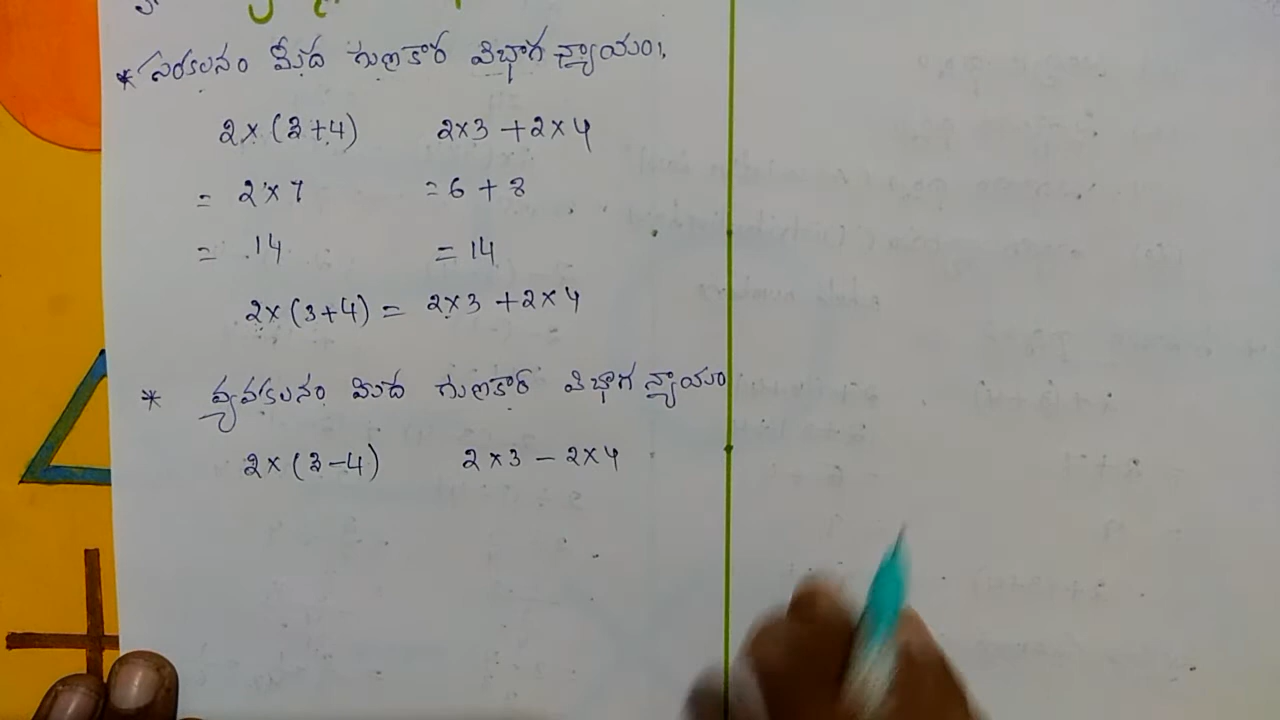 * సంకలనం మీద గుణకార విభాగ న్యాయం:
2×(3+4) 2×3 +2×4
= 2×7 =6 + 8
= 14 = 14
2×(3+4) = 2×3 +2×4
* వ్యవకలనం మీద గుణకార విభాగ న్యాయం
2×(3-4) 2×3 - 2×4